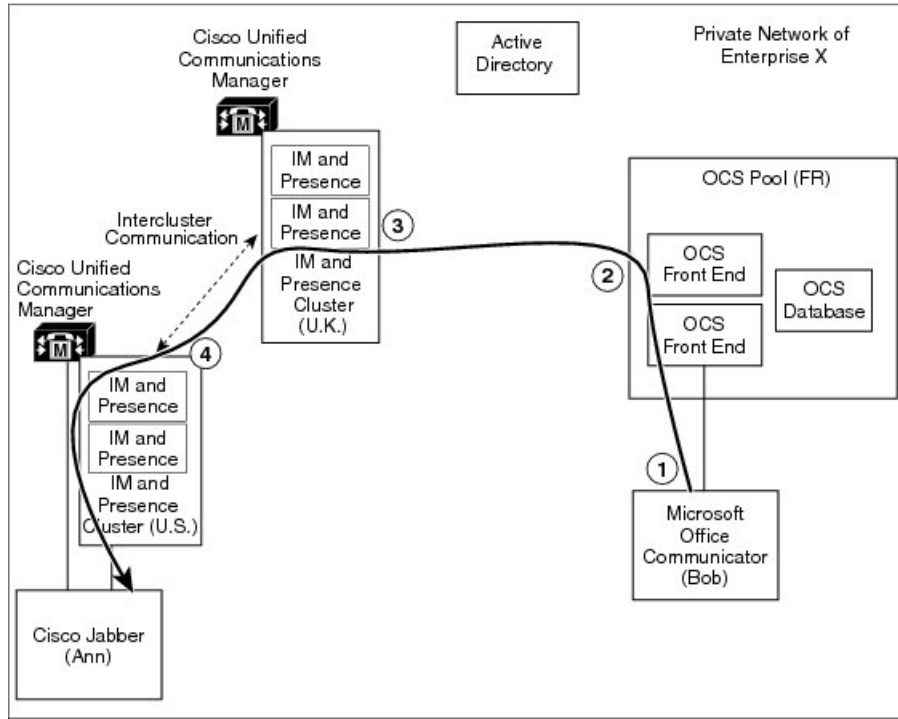 Cisco Unified
Communications
Manager
M
Active
Directory
Private Network of
Enterprise X
IM and
Presence
IM and
Presence
IM and
Presence
Cluster
(U.K.)
3
Intercluster
Communication
OCS Pool (FR)
2
OCS
Front End
OCS
Front End
OCS
Database
Cisco Unified
Communications
Manager
M
4
IM and
Presence
IM and
Presence
IM and
Presence
Cluster (U.S.)
1
Microsoft
Office
Communicator
(Bob)
Cisco Jabber
(Ann)